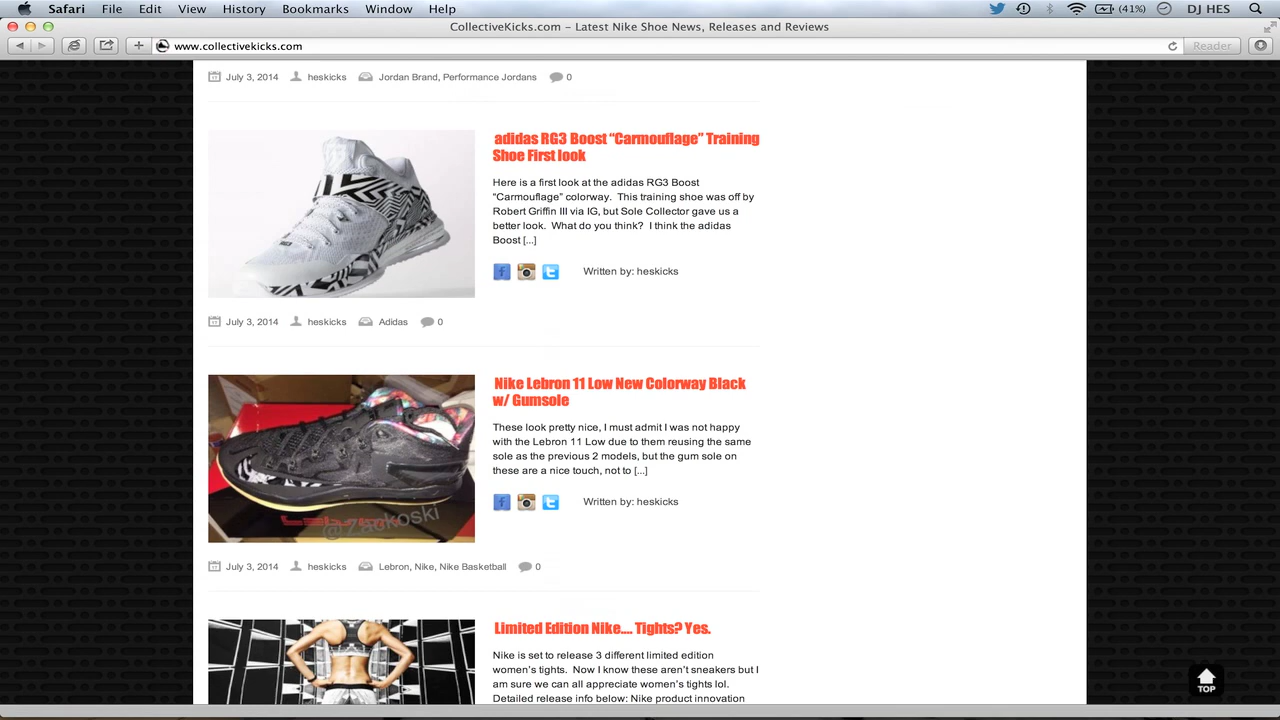 Safari File Edit View History Bookmarks Window Help (41%) DJ HES
CollectiveKicks.com – Latest Nike Shoe News, Releases and Reviews
www.collectivekicks.com Reader
July 3, 2014 heskicks Jordan Brand, Performance Jordans 0
adidas RG3 Boost “Carmouflage” Training
Shoe First look
Here is a first look at the adidas RG3 Boost
“Carmouflage” colorway. This training shoe was off by
Robert Griffin III via IG, but Sole Collector gave us a
better look. What do you think? I think the adidas
Boost [...]
Written by: heskicks
July 3, 2014 heskicks Adidas 0
Nike Lebron 11 Low New Colorway Black
w/ Gumsole
These look pretty nice, I must admit I was not happy
with the Lebron 11 Low due to them reusing the same
sole as the previous 2 models, but the gum sole on
these are a nice touch, not to [...]
Written by: heskicks
@Zackoski
July 3, 2014 heskicks Lebron, Nike, Nike Basketball 0
Limited Edition Nike.... Tights? Yes.
Nike is set to release 3 different limited edition
women's tights. Now I know these aren't sneakers but I
am sure we can all appreciate women's tights lol.
Detailed release info below: Nike product innovation
TOP